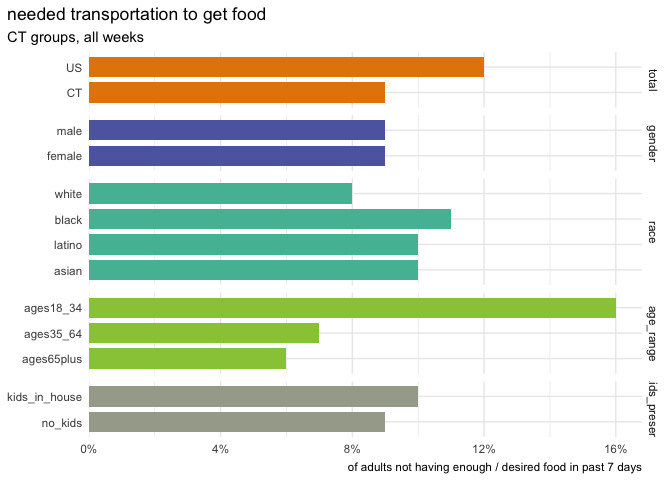 needed transportation to get food
CT groups, all weeks
US
CT
total
male
female
gender
white
black
latino
asian
race
ages18_34
ages35_64
ages65plus
age_range
kids_in_house
no_kids
ids_preser
0%
4%
8%
12%
16%
of adults not having enough / desired food in past 7 days